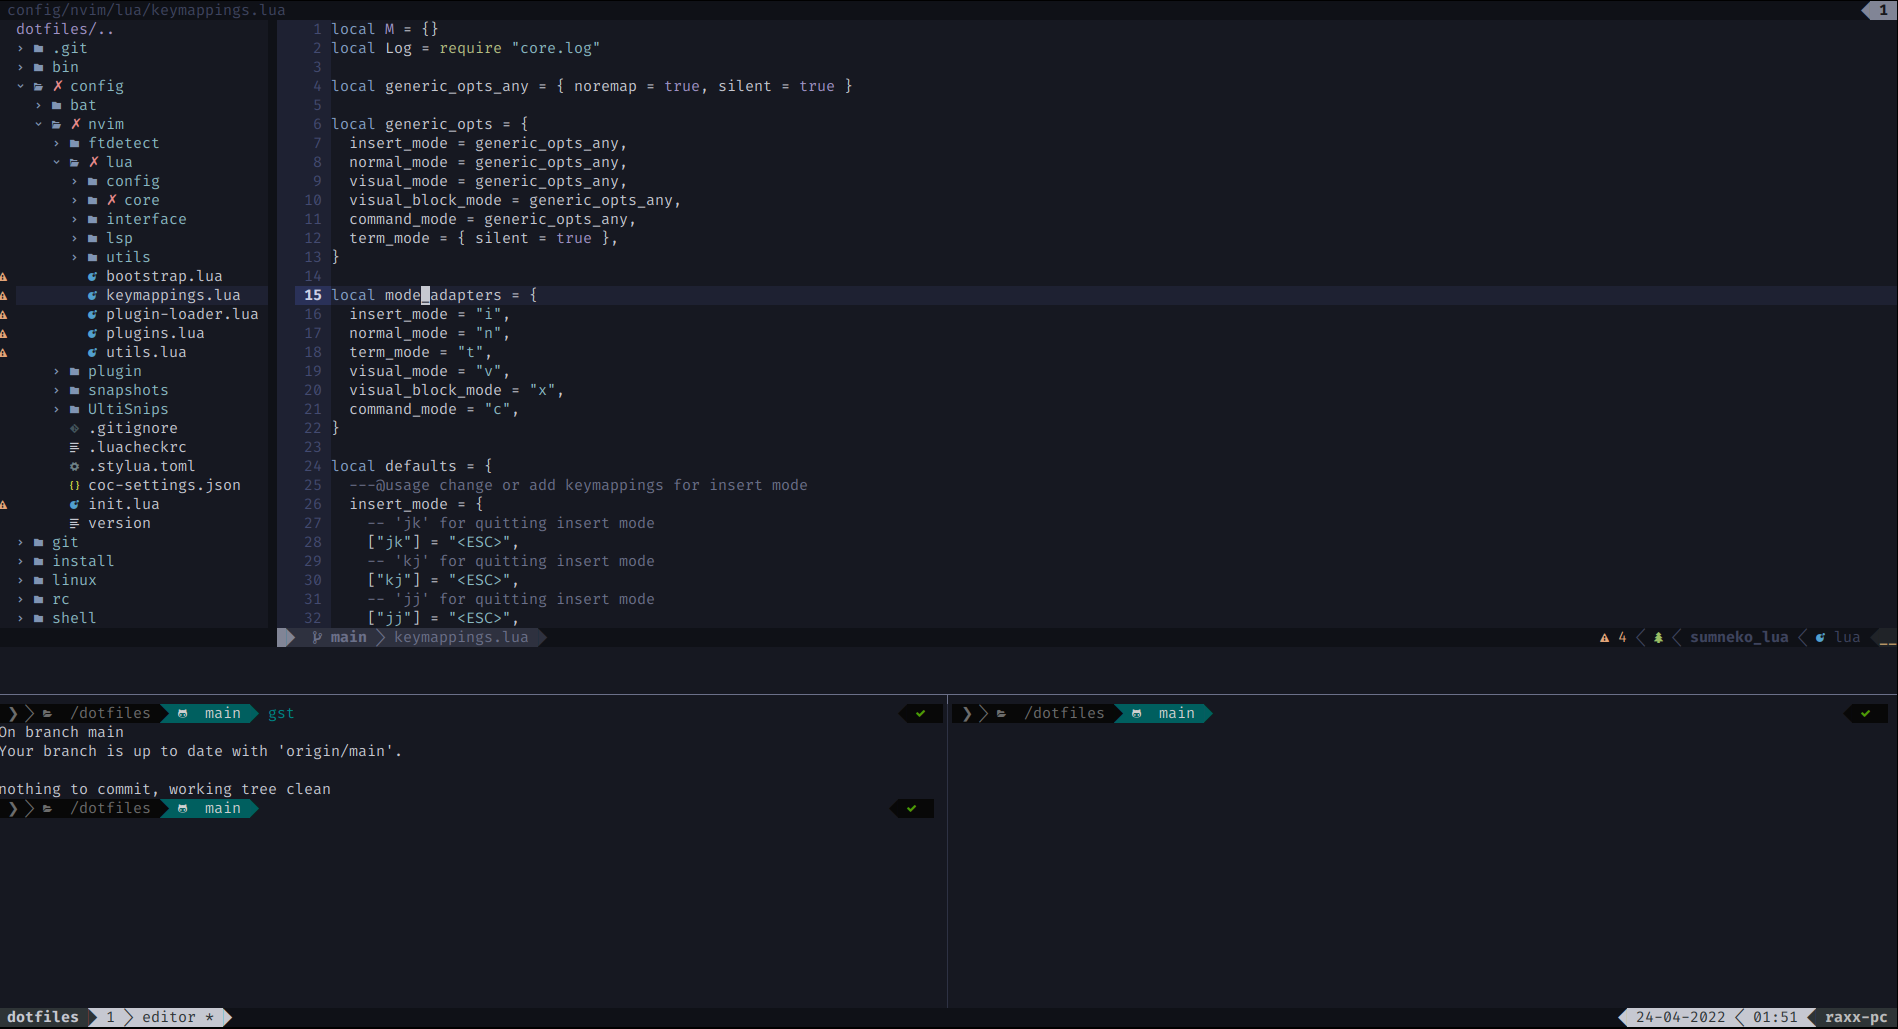 config/nvim/lua/keymappings.lua 1
dotfiles/..
.git
bin
✗ config
bat
✗ nvim
ftdetect
✗ lua
config
✗ core
interface
lsp
utils
bootstrap.lua
keymappings.lua
plugin-loader.lua
plugins.lua
utils.lua
plugin
snapshots
UltiSnips
.gitignore
.luacheckrc
.stylua.toml
coc-settings.json
init.lua
version
git
install
linux
rc
shell
1 local M = {}
2 local Log = require "core.log"
3
4 local generic_opts_any = { noremap = true, silent = true }
5
6 local generic_opts = {
7 insert_mode = generic_opts_any,
8 normal_mode = generic_opts_any,
9 visual_mode = generic_opts_any,
10 visual_block_mode = generic_opts_any,
11 command_mode = generic_opts_any,
12 term_mode = { silent = true },
13 }
14
15 local mode_adapters = {
16 insert_mode = "i",
17 normal_mode = "n",
18 term_mode = "t",
19 visual_mode = "v",
20 visual_block_mode = "x",
21 command_mode = "c",
22 }
23
24 local defaults = {
25 ---@usage change or add keymappings for insert mode
26 insert_mode = {
27 -- 'jk' for quitting insert mode
28 ["jk"] = "<ESC>",
29 -- 'kj' for quitting insert mode
30 ["kj"] = "<ESC>",
31 -- 'jj' for quitting insert mode
32 ["jj"] = "<ESC>",
main keymappings.lua 4 sumneko_lua lua __
/dotfiles main gst ✔
On branch main
Your branch is up to date with 'origin/main'.
nothing to commit, working tree clean
/dotfiles main ✔
/dotfiles main ✔
dotfiles 1 editor * 24-04-2022 01:51 raxx-pc